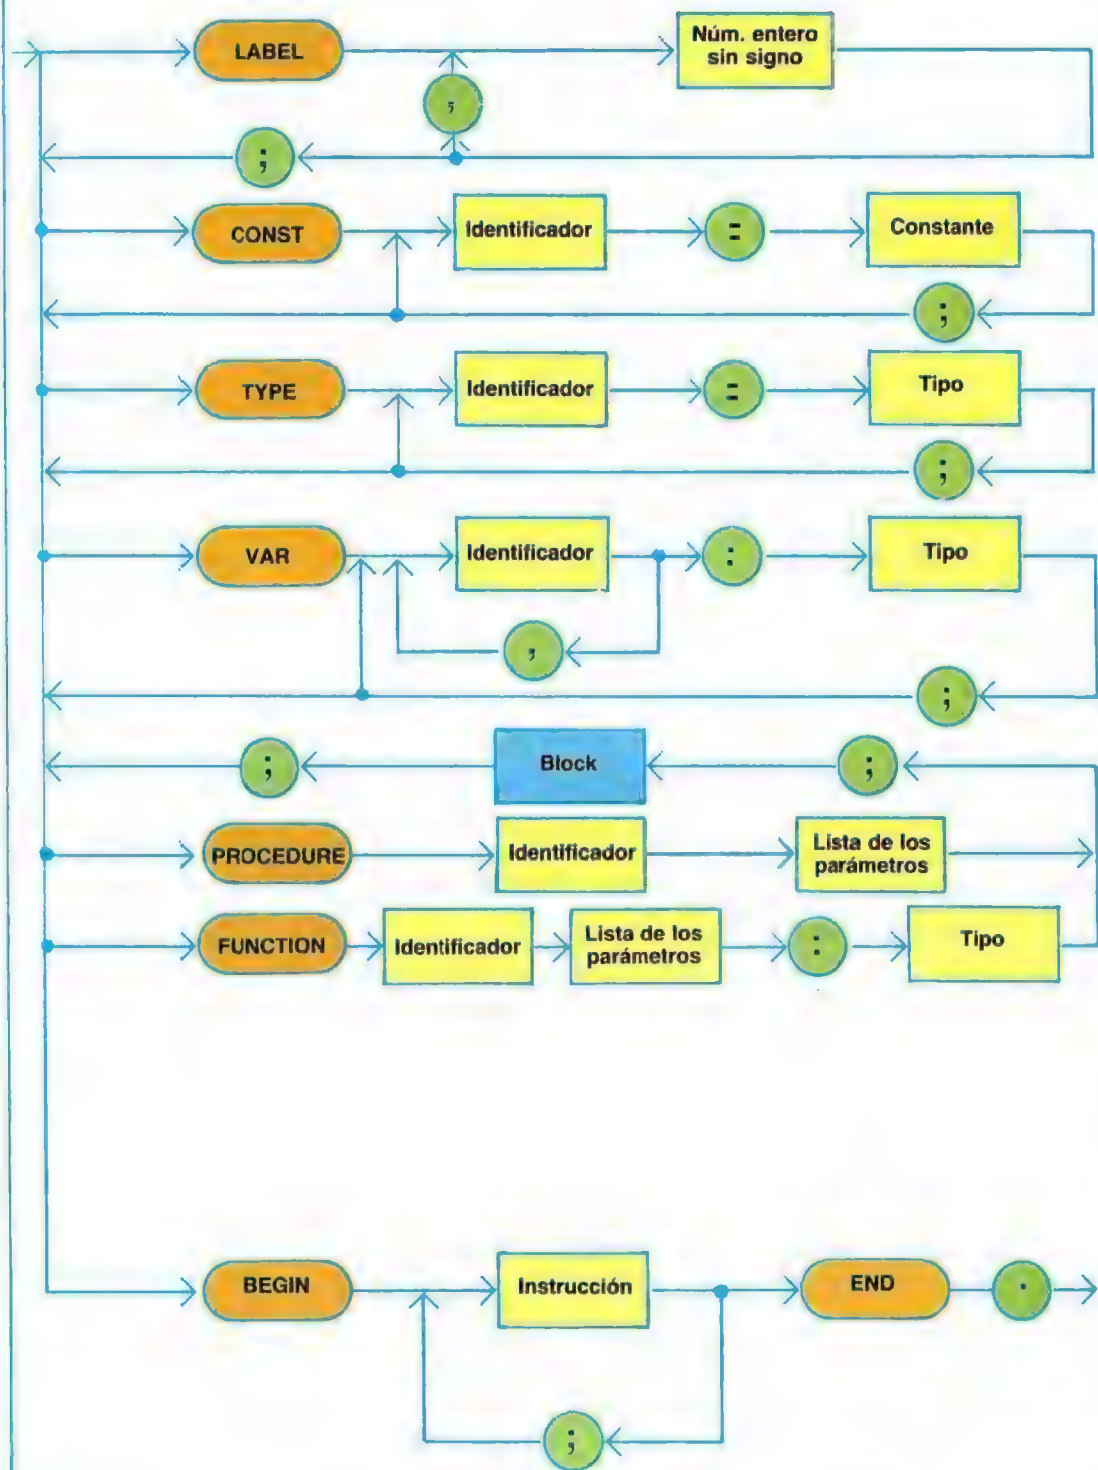 LABEL
Núm. entero
sin signo
,
;
CONST
Identificador
=
Constante
;
TYPE
Identificador
=
Tipo
;
VAR
Identificador
:
Tipo
,
;
;
Block
;
PROCEDURE
Identificador
Lista de los
parámetros
FUNCTION
Identificador
Lista de los
parámetros
:
Tipo
BEGIN
Instrucción
END
.
;